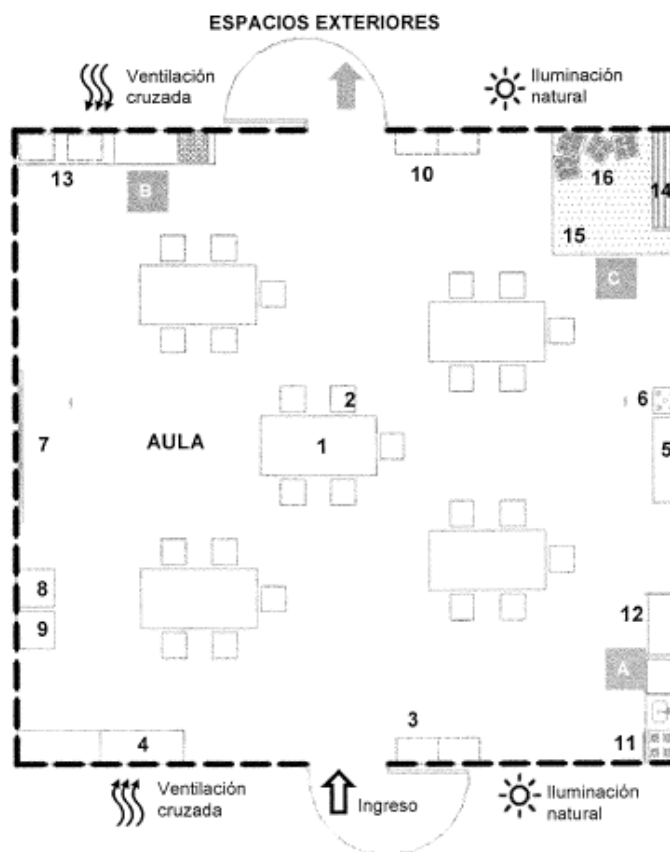 ESPACIOS EXTERIORES
Ventilación
cruzada
Iluminación
natural
13
B
10
16
14
15
C
2
6
7
AULA
1
5
8
9
12
A
3
4
11
Ventilación
cruzada
Ingreso
Iluminación
natural